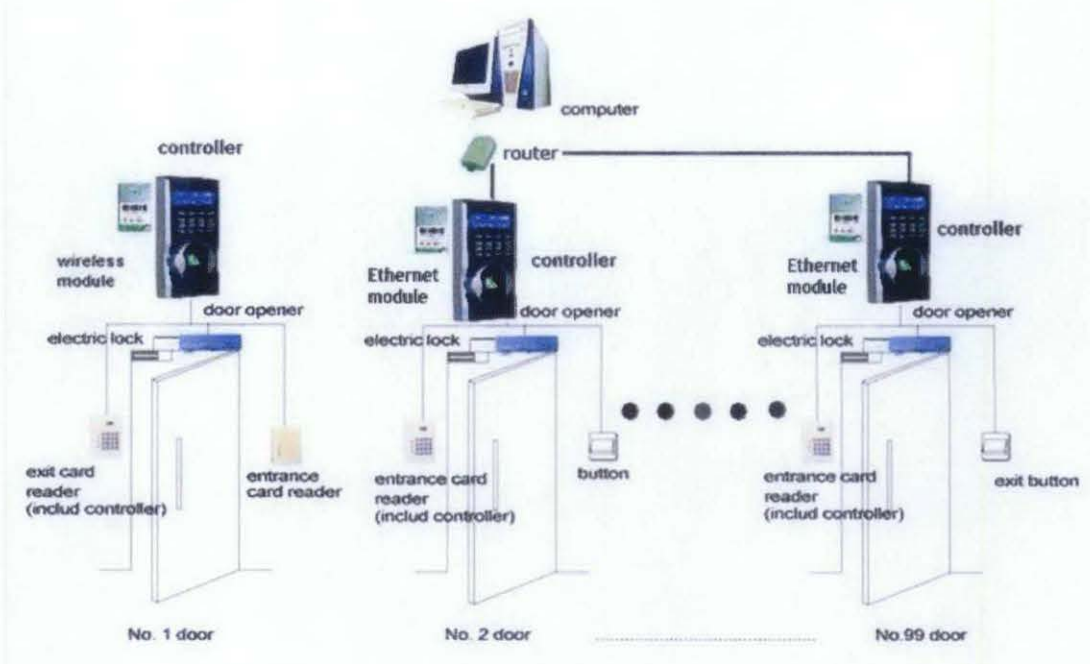 computer
controller
router
controller
wireless
module
Ethernet
module
controller
Ethernet
module
door opener
electric lock
door opener
electric lock
door opener
electric lock
exit card
reader
(includ controller)
entrance
card reader
entrance card
reader
(includ controller)
button
entrance card
reader
(includ controller)
exit button
No. 1 door
No. 2 door
No.99 door